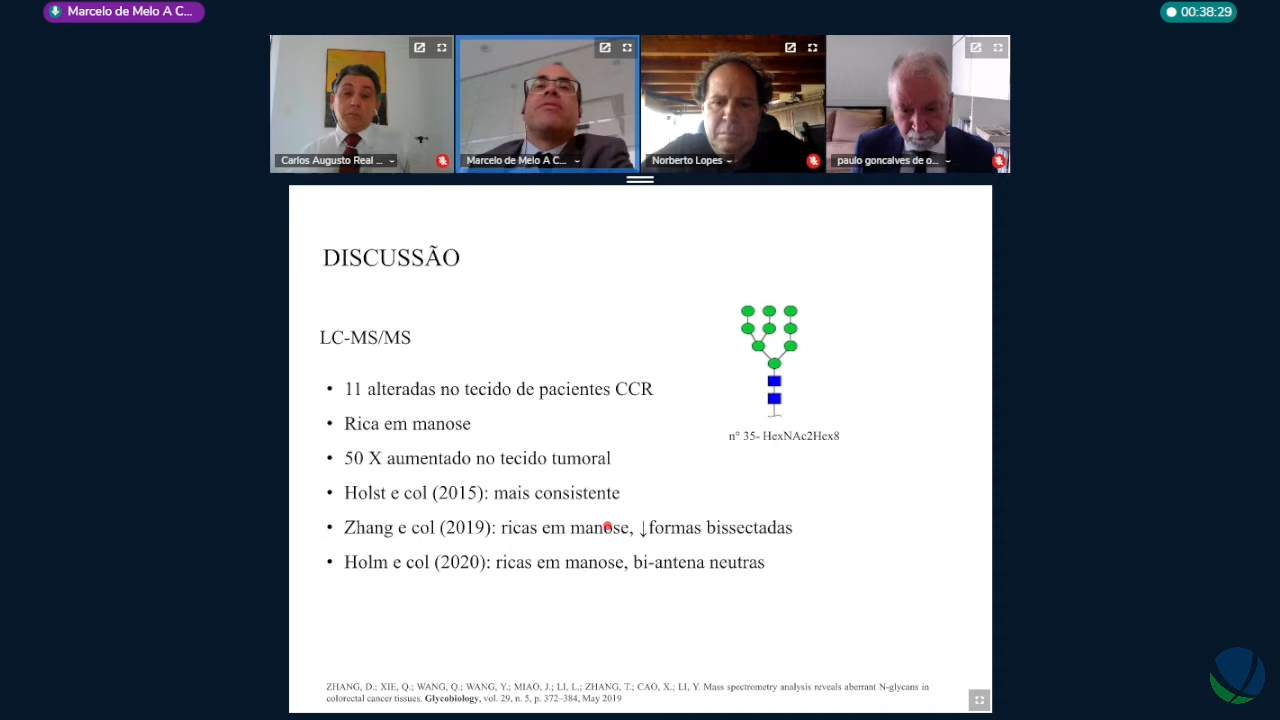 Marcelo de Melo A C...
00:38:29
Carlos Augusto Real ...
Marcelo de Melo A C...
Norberto Lopes
paulo goncalves de o...
DISCUSSÃO
LC-MS/MS
• 11 alteradas no tecido de pacientes CCR
• Rica em manose
• 50 X aumentado no tecido tumoral
• Holst e col (2015): mais consistente
• Zhang e col (2019): ricas em manose, ↓formas bissectadas
• Holm e col (2020): ricas em manose, bi-antena neutras
n° 35- HexNAc2Hex8
ZHANG, D.; XIE, Q.; WANG, Q.; WANG, Y.; MIAO, J.; LI, L.; ZHANG, T.; CAO, X.; LI, Y. Mass spectrometry analysis reveals aberrant N-glycans in
colorectal cancer tissues. Glycobiology, vol. 29, n. 5, p. 372–384, May 2019